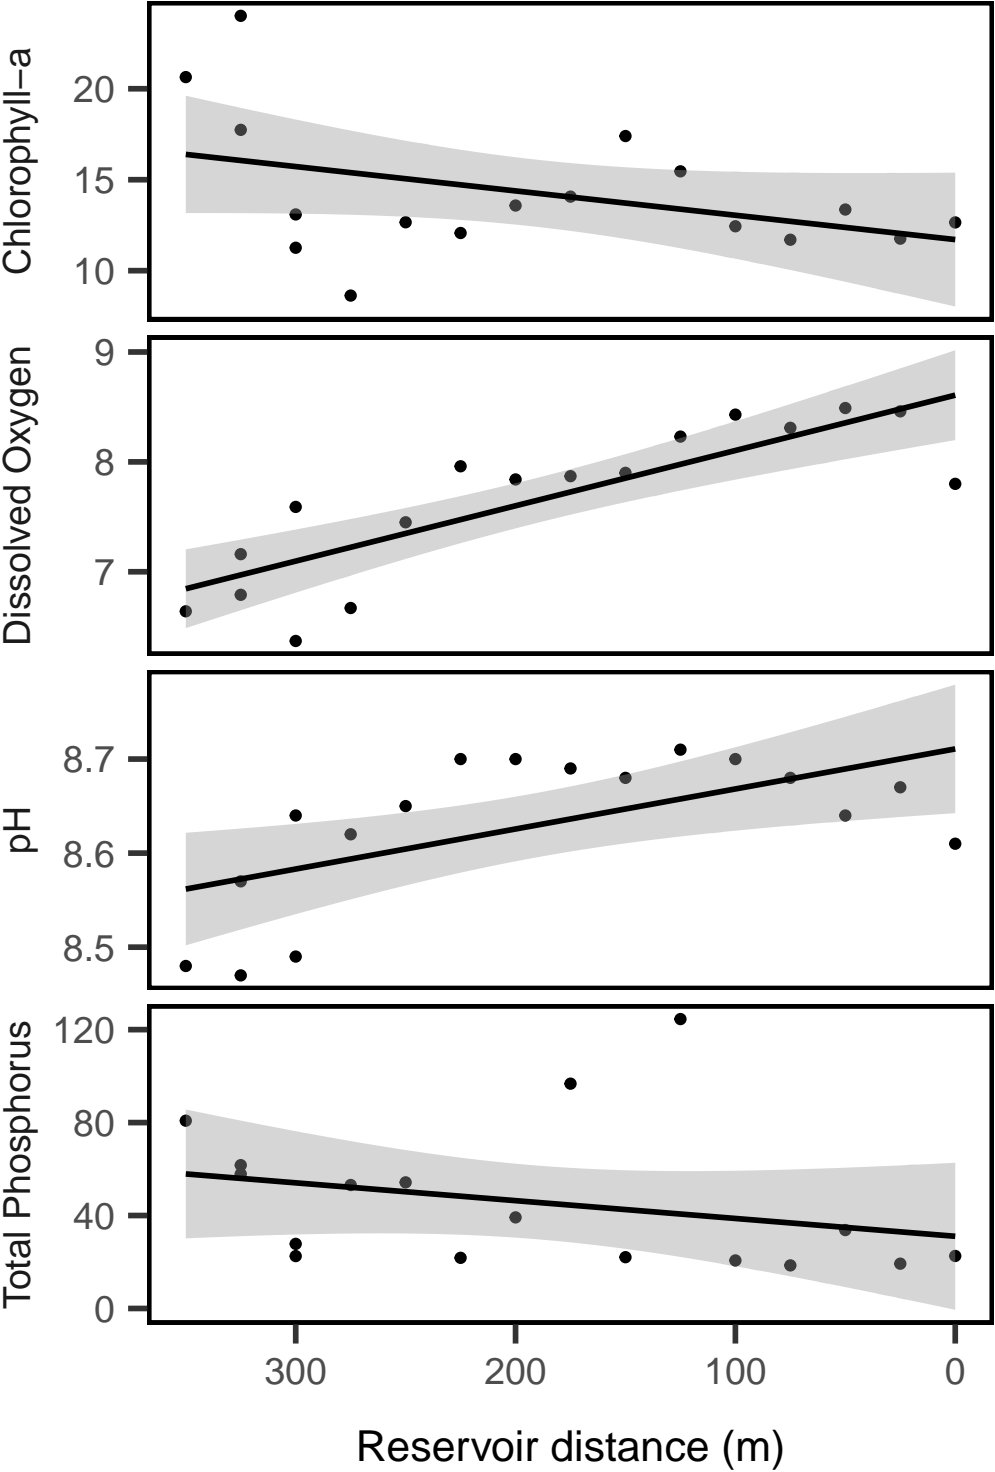 Chlorophyll−a
20
15
10
Dissolved Oxygen
9
8
7
pH
8.7
8.6
8.5
Total Phosphorus
120
80
40
0
300 200 100 0
Reservoir distance (m)